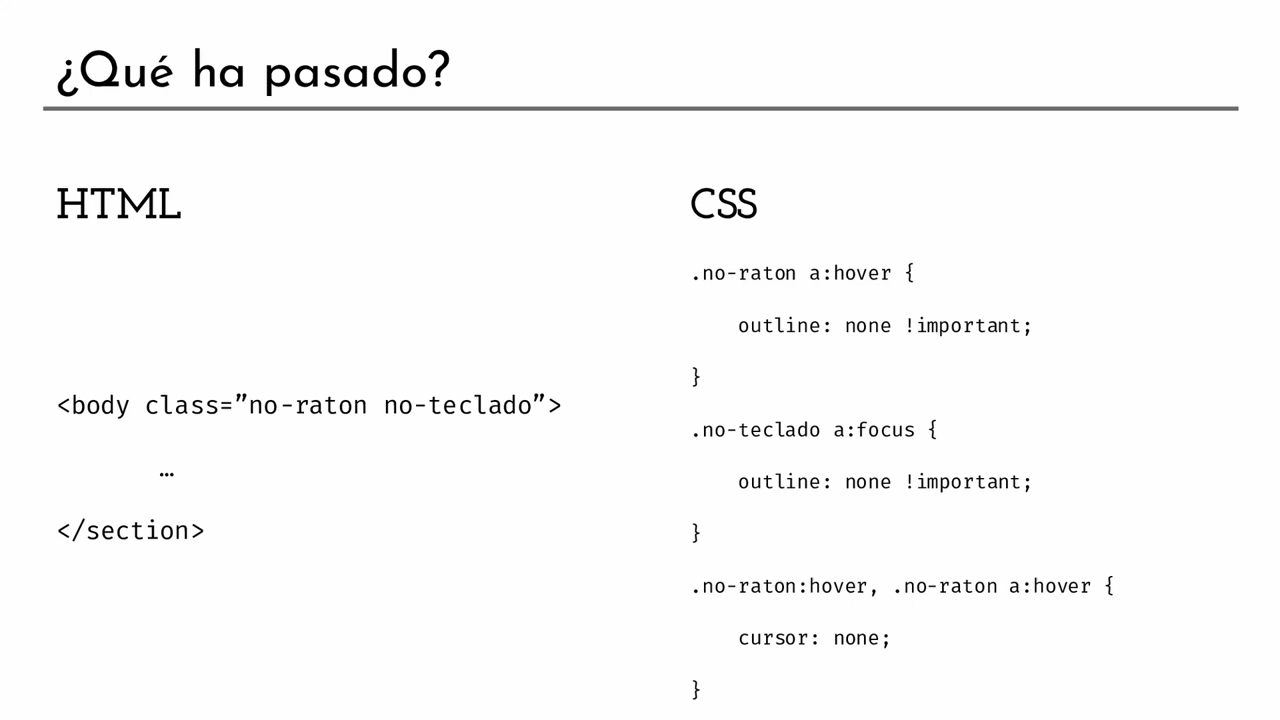 ¿Qué ha pasado?
HTML
<body class=”no-raton no-teclado”>
…
</section>
CSS
.no-raton a:hover {
outline: none !important;
}
.no-teclado a:focus {
outline: none !important;
}
.no-raton:hover, .no-raton a:hover {
cursor: none;
}